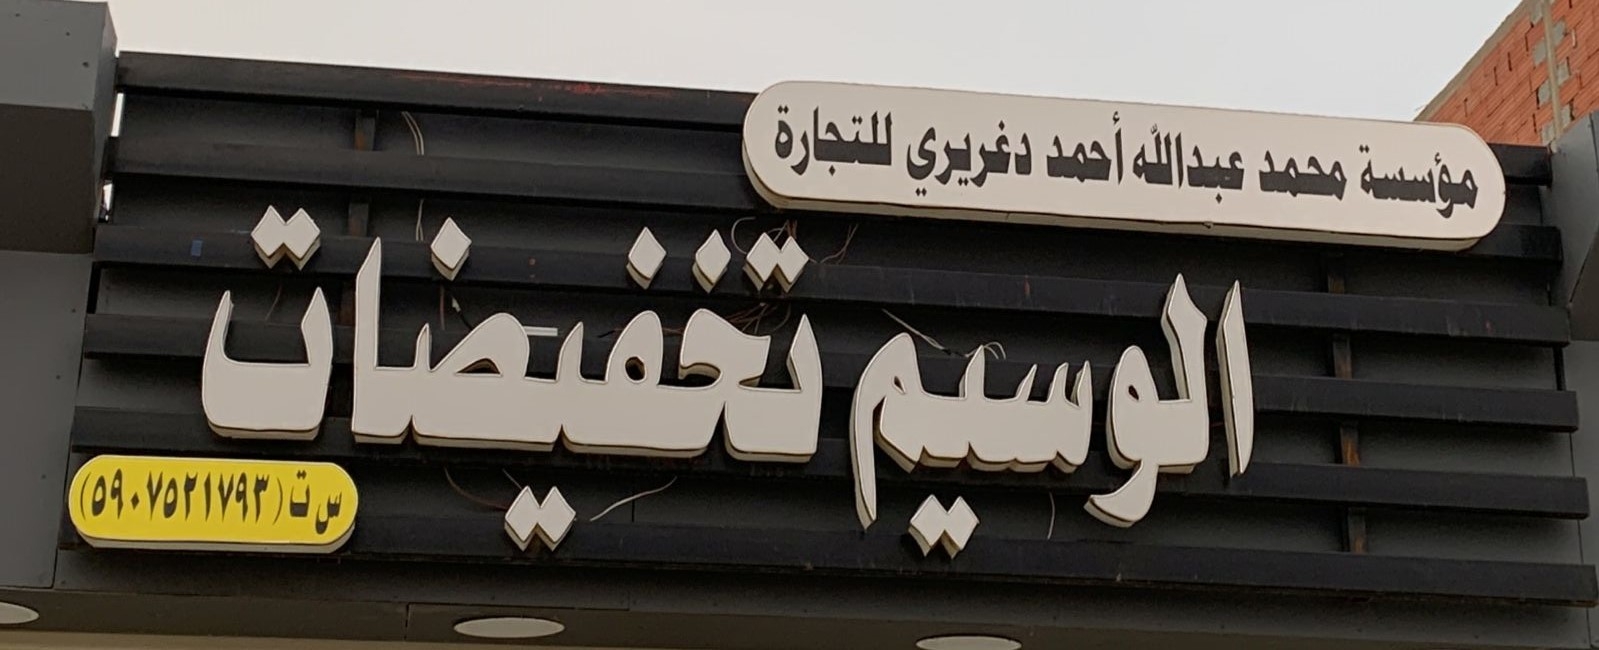 مؤسسة محمد عبدالله أحمد دغريري للتجارة
الوسيم تخفيضات
س ت (٥٩٠٧٥٢١٧٩٣)